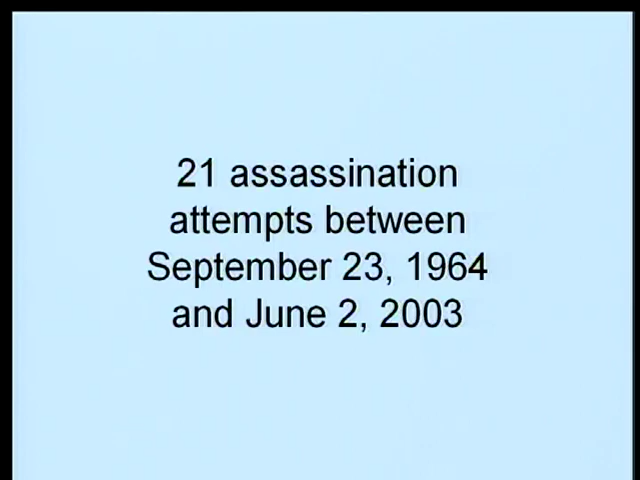 21 assassination
attempts between
September 23, 1964
and June 2, 2003